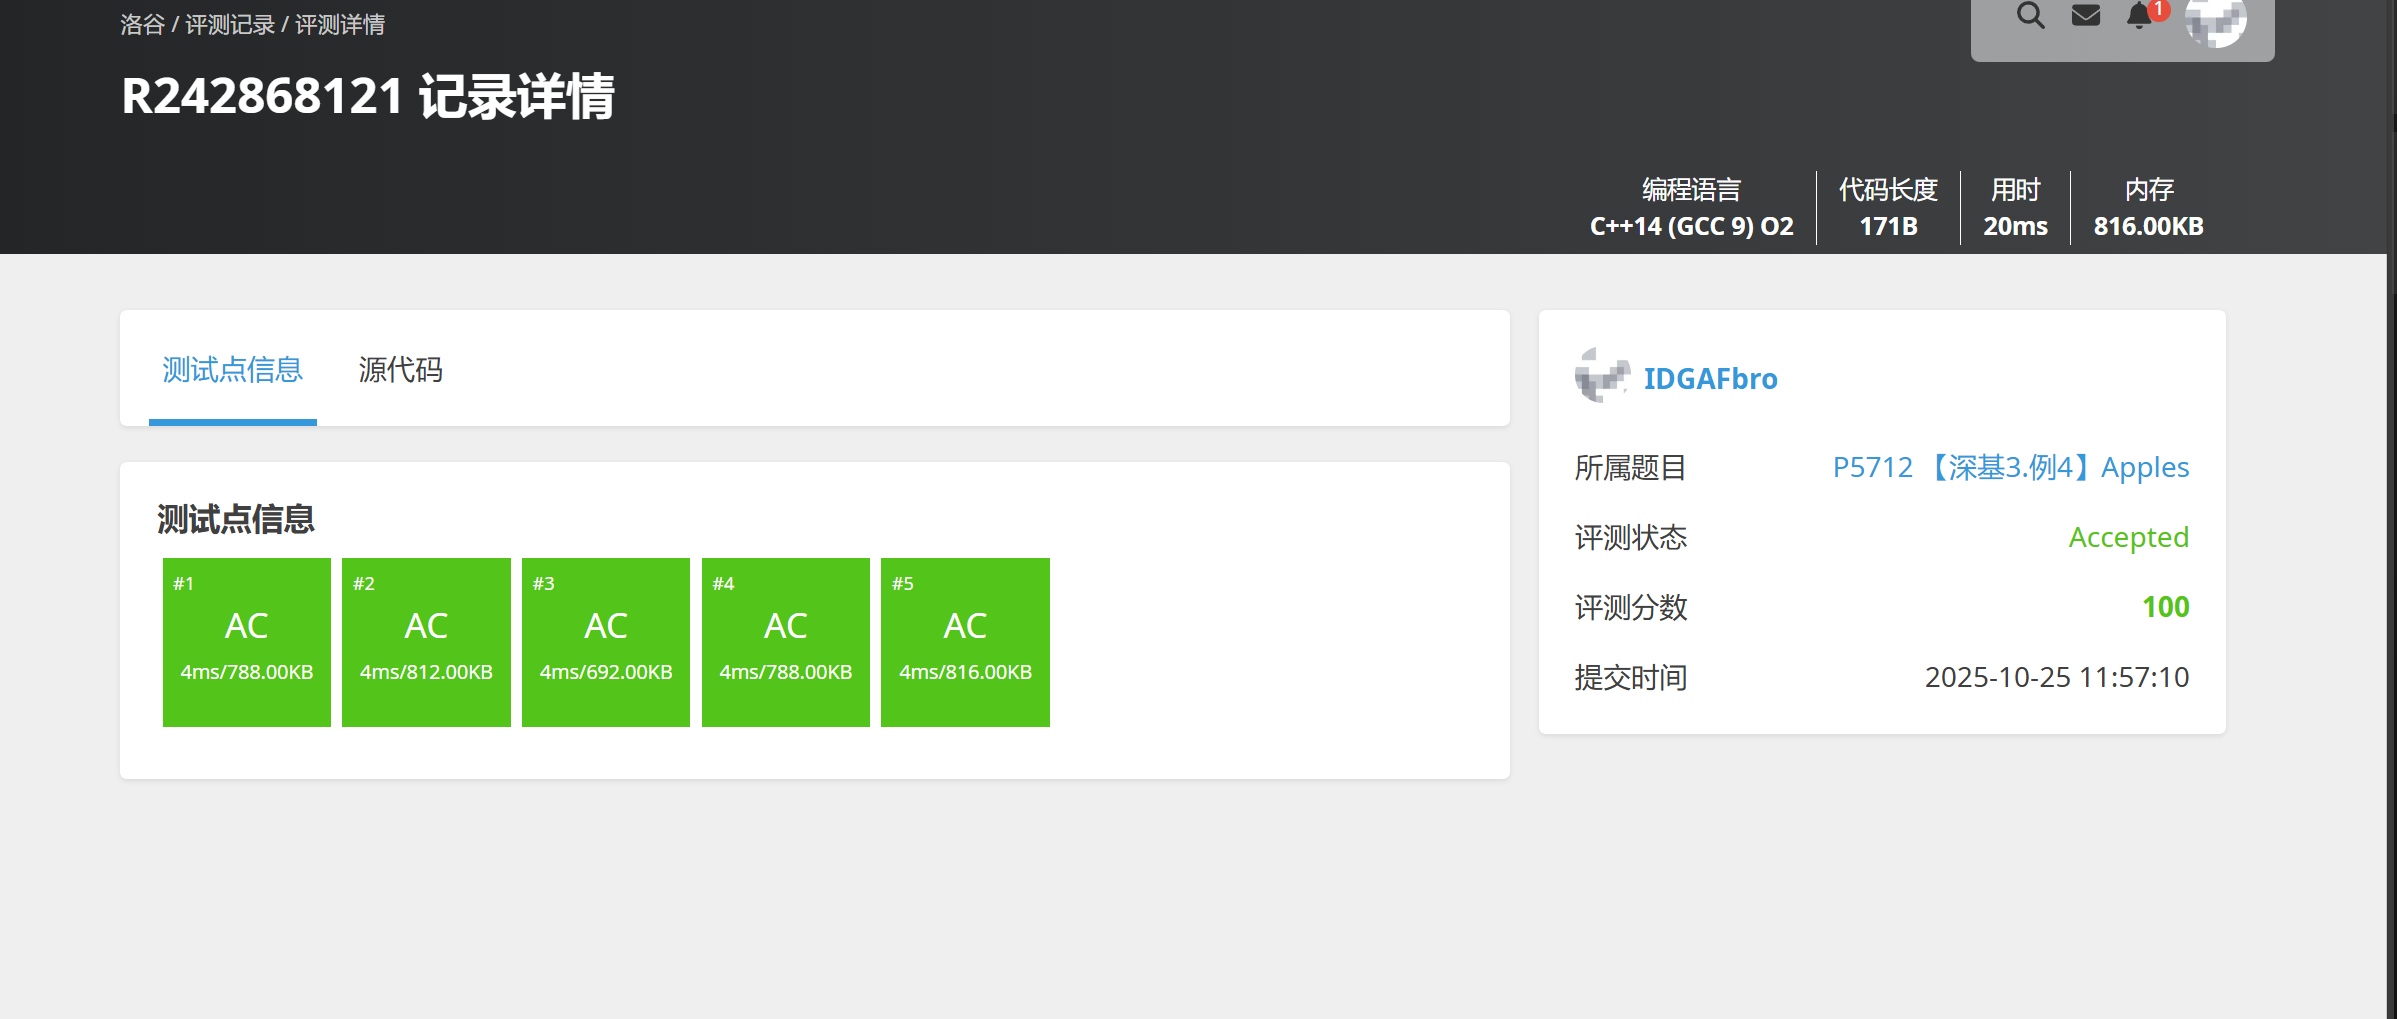 洛谷 / 评测记录 / 评测详情
1
R242868121 记录详情
编程语言
C++14 (GCC 9) O2
代码长度
171B
用时
20ms
内存
816.00KB
测试点信息
源代码
测试点信息
#1
AC
4ms/788.00KB
#2
AC
4ms/812.00KB
#3
AC
4ms/692.00KB
#4
AC
4ms/788.00KB
#5
AC
4ms/816.00KB
IDGAFbro
所属题目 P5712 【深基3.例4】Apples
评测状态 Accepted
评测分数 100
提交时间 2025-10-25 11:57:10